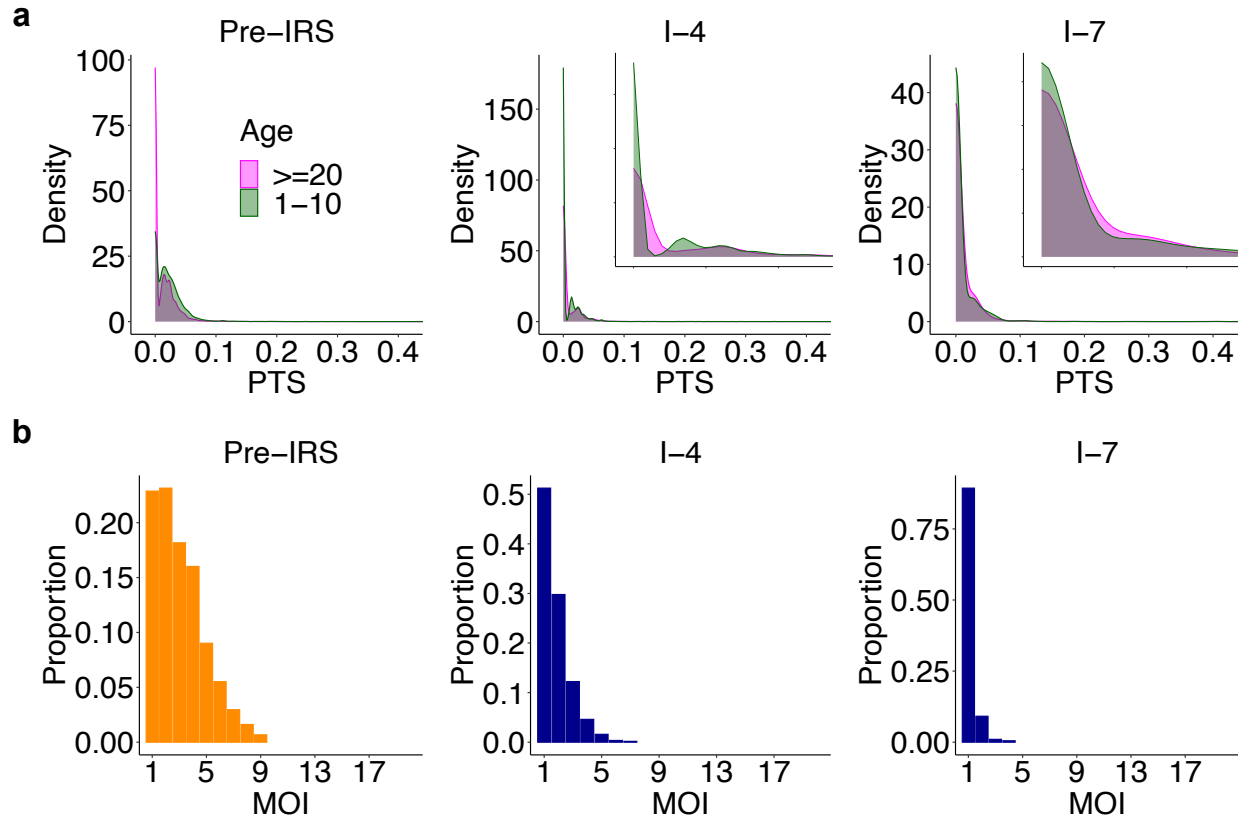 a
Pre-IRS
I-4
I-7
100
75
50
25
0
Density
Age
>=20
1-10
0.0 0.1 0.2 0.3 0.4
PTS
150
100
50
0
Density
0.0 0.1 0.2 0.3 0.4
PTS
40
30
20
10
0
Density
0.0 0.1 0.2 0.3 0.4
PTS
b
Pre-IRS
I-4
I-7
0.20
0.15
0.10
0.05
0.00
Proportion
1 5 9 13 17
MOI
0.5
0.4
0.3
0.2
0.1
0.0
Proportion
1 5 9 13 17
MOI
0.75
0.50
0.25
0.00
Proportion
1 5 9 13 17
MOI